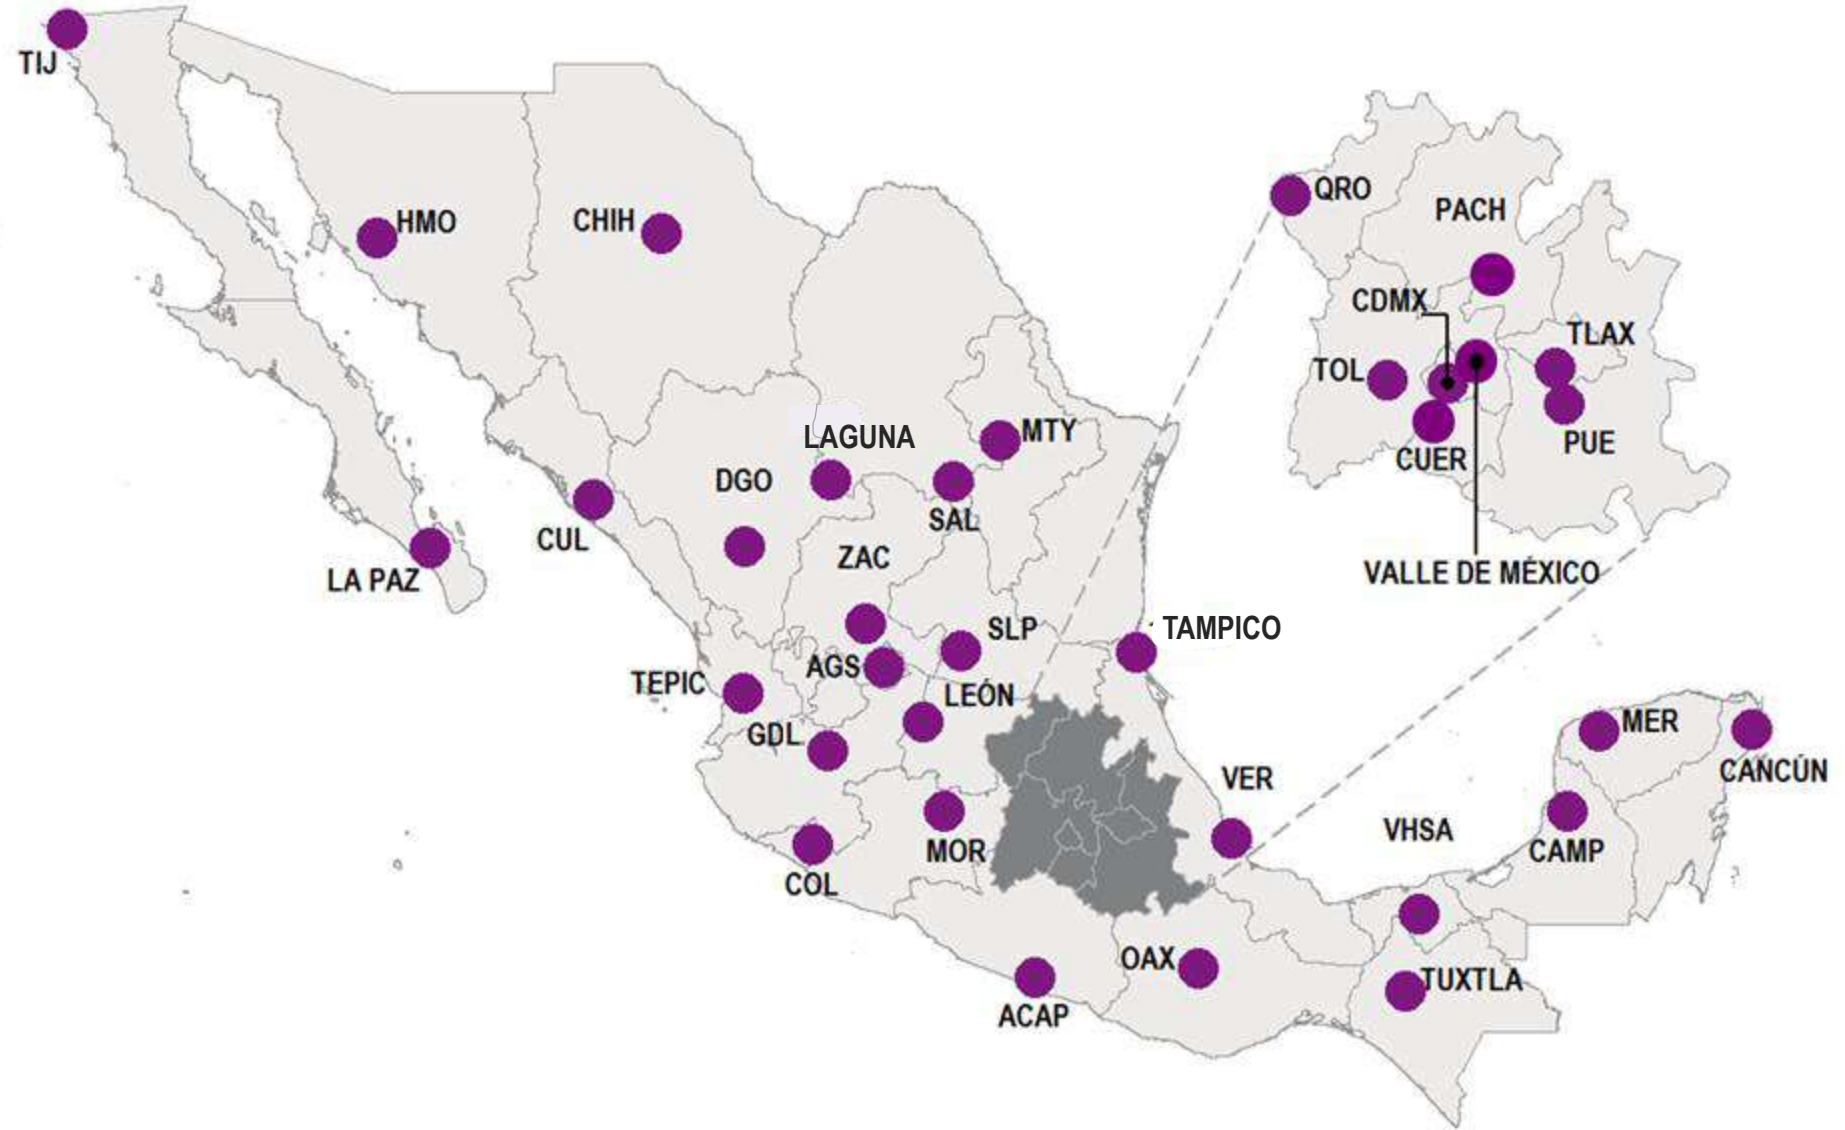 TIJ
HMO
CHIH
QRO
PACH
CDMX
TLAX
TOL
CUER
PUE
VALLE DE MÉXICO
LAGUNA
MTY
DGO
SAL
CUL
ZAC
LA PAZ
SLP
TAMPICO
AGS
TEPIC
LEÓN
GDL
MER
CANCÚN
VER
VHSA
CAMP
MOR
COL
OAX
TUXTLA
ACAP